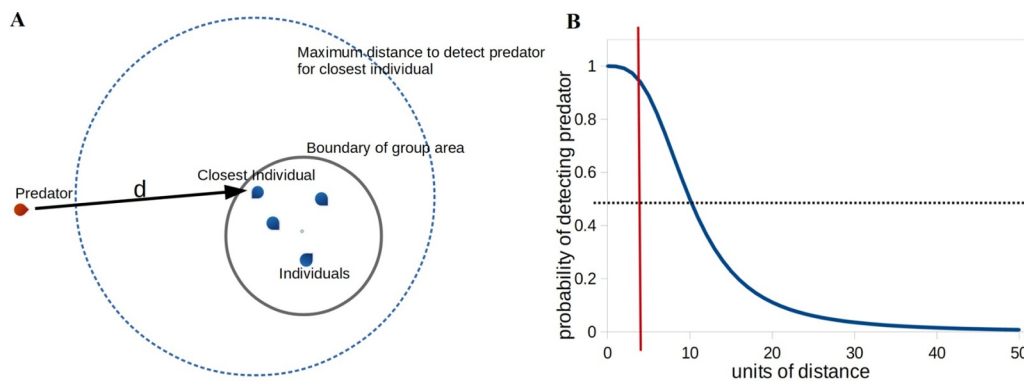 A
Maximum distance to detect predator
for closest individual
Boundary of group area
Closest Individual
Predator
d
Individuals
B
probability of detecting predator
1
0.8
0.6
0.4
0.2
0
0 10 20 30 40 50
units of distance